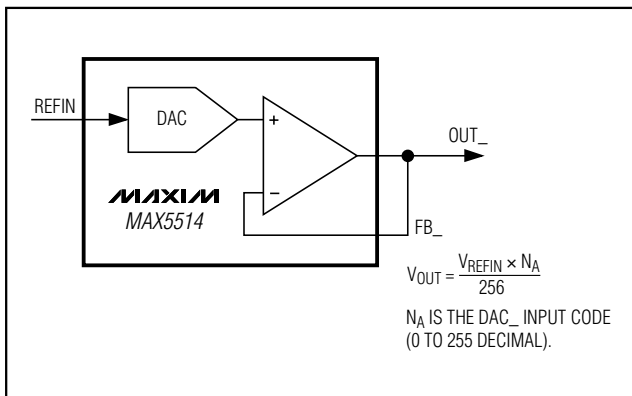 REFIN
DAC
+
−
OUT_
MAXIM
MAX5514
FB_
V_OUT = V_REFIN × N_A / 256
N_A IS THE DAC_ INPUT CODE
(0 TO 255 DECIMAL).